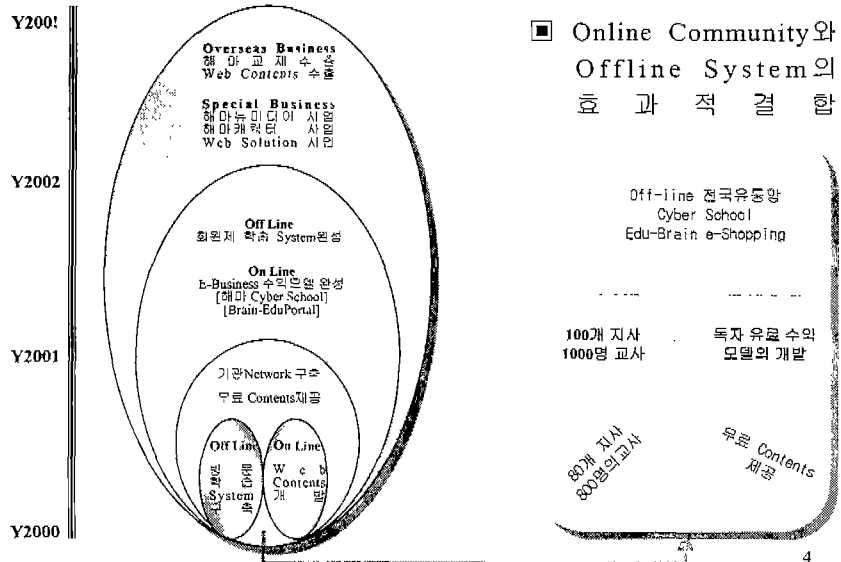 Y200!
Overseas Business
해 마 교 재 수 출
Web Contents 수출
Special Business
해마뉴미디어 사업
해마캐릭터 사업
Web Solution 사업
Y2002
Off Line
회원제 학습 System완성
On Line
E-Business 수익모델 완성
[해마 Cyber School]
[Brain-EduPortal]
Y2001
기관Network 구축
무료 Contents제공
Off Line
방 문
학 습
System
구 축
On Line
W e b
Contents
개 발
Y2000
▣ Online Community와
Offline System의
효 과 적 결 합
Off-line 전국유통망
Cyber School
Edu-Brain e-Shopping
100개 지사
1000명 교사
독자 유료 수익
모델의 개발
80개 지사
800명의교사
무료 Contents
제공
4